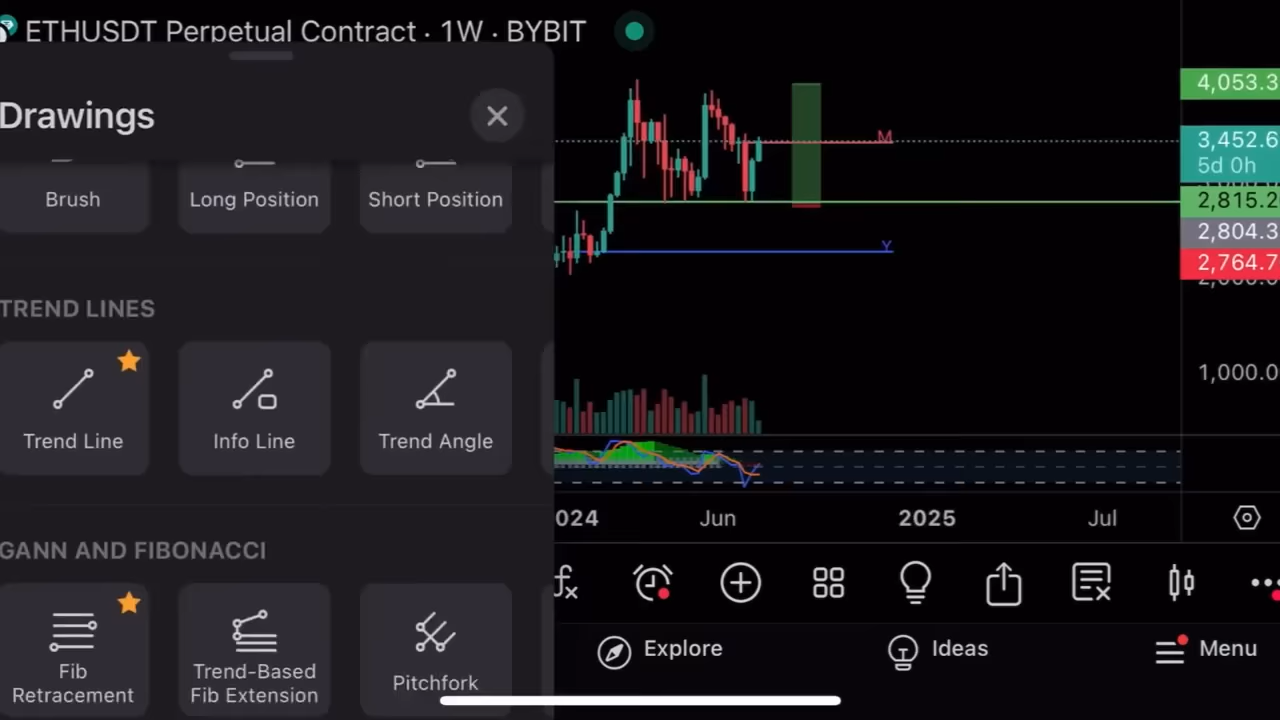 ETHUSDT Perpetual Contract · 1W · BYBIT
Drawings
Brush
Long Position
Short Position
TREND LINES
Trend Line
Info Line
Trend Angle
GANN AND FIBONACCI
Fib
Retracement
Trend-Based
Fib Extension
Pitchfork
M
Y
4,053.3
3,452.6
5d 0h
2,815.2
2,804.3
2,764.7
1,000.0
024
Jun
2025
Jul
Explore
Ideas
Menu